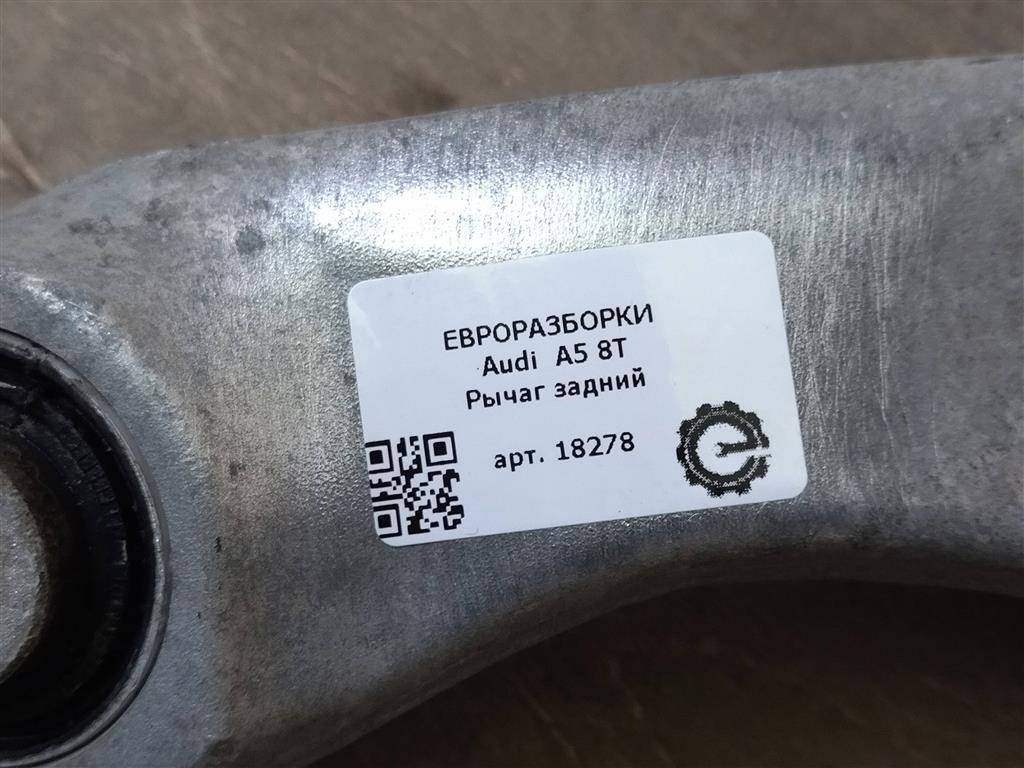 ЕВРОРАЗБОРКИ
Audi A5 8T
Рычаг задний
арт. 18278